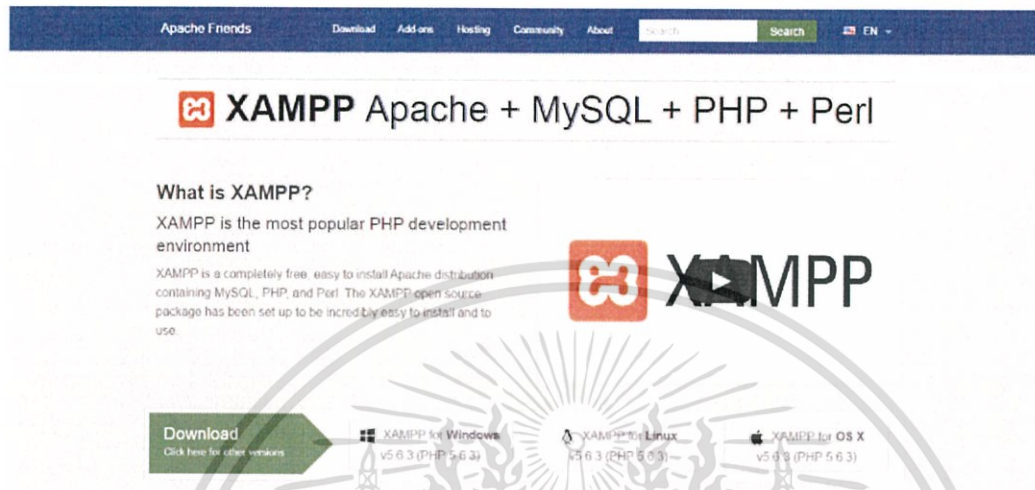 Apache Friends
Download Add-ons Hosting Community About Search Search EN
XAMPP Apache + MySQL + PHP + Perl
What is XAMPP?
XAMPP is the most popular PHP development
environment
XAMPP is a completely free, easy to install Apache distribution
containing MySQL, PHP, and Perl. The XAMPP open source
package has been set up to be incredibly easy to install and to
use.
XAMPP
Download
Click here for other versions
XAMPP for Windows
v5.6.3 (PHP 5.6.3)
XAMPP for Linux
v5.6.3 (PHP 5.6.3)
XAMPP for OS X
v5.6.3 (PHP 5.6.3)